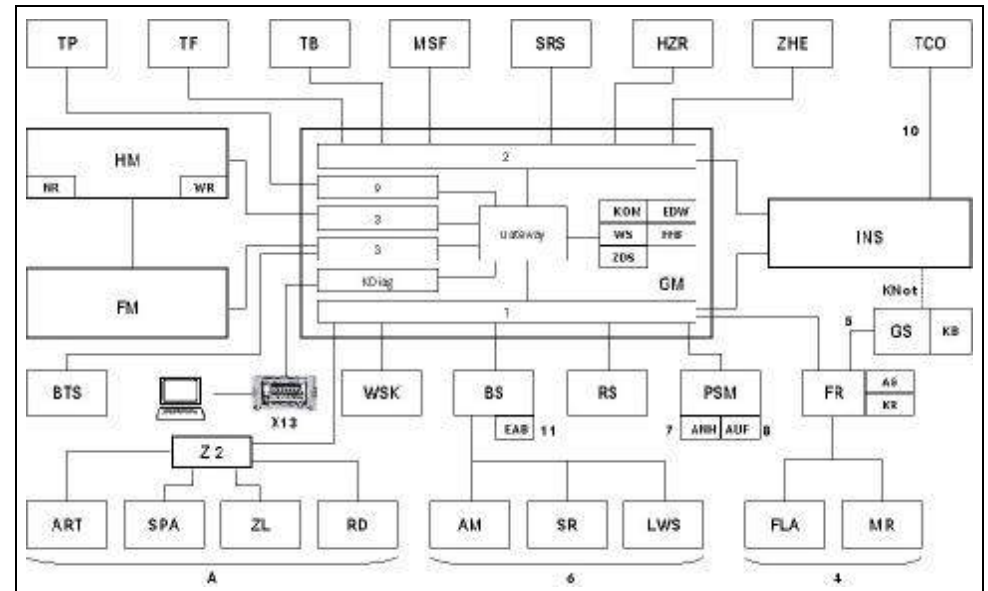 TP TF TB MSF SRS HZR ZHE TCO
10
HM
2
NR WR
9
KOM EDW
3
Gateway
WS
INS
3
ZDS
KDiag
GM
KNot
FM
1
5
GS KB
BTS
WSK
BS
RS
PSM
FR
AG
KR
X13
EAB 11
7 ANH AUF 8
Z 2
ART SPA ZL RD AM SR LWS FLA MR
A
6
4